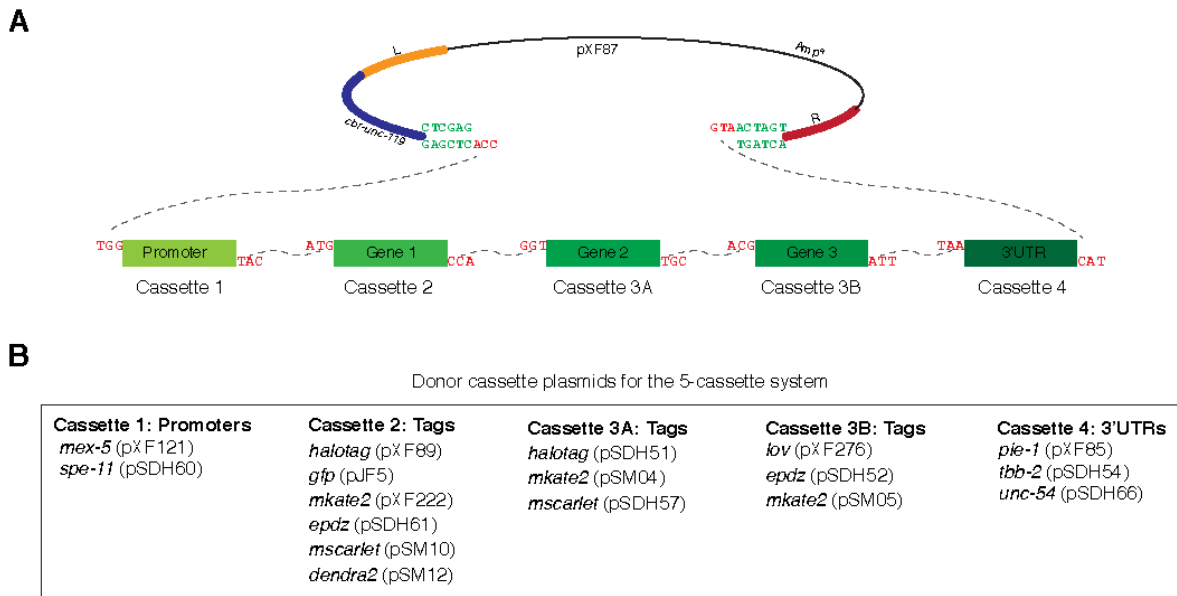 A
L
pXF87
Ampᴿ
R
cbr-unc-119
CTCGAG
GAGCTCACC
GTAACTAGT
TGATCA
TGG Promoter TAC
ATG Gene 1 CCA
GGT Gene 2 TGC
ACG Gene 3 ATT
TAA 3'UTR CAT
Cassette 1
Cassette 2
Cassette 3A
Cassette 3B
Cassette 4
B
Donor cassette plasmids for the 5-cassette system
Cassette 1: Promoters
mex-5 (pXF121)
spe-11 (pSDH60)
Cassette 2: Tags
halotag (pXF89)
gfp (pJF5)
mkate2 (pXF222)
epdz (pSDH61)
mscarlet (pSM10)
dendra2 (pSM12)
Cassette 3A: Tags
halotag (pSDH51)
mkate2 (pSM04)
mscarlet (pSDH57)
Cassette 3B: Tags
lov (pXF276)
epdz (pSDH52)
mkate2 (pSM05)
Cassette 4: 3'UTRs
pie-1 (pXF85)
tbb-2 (pSDH54)
unc-54 (pSDH66)